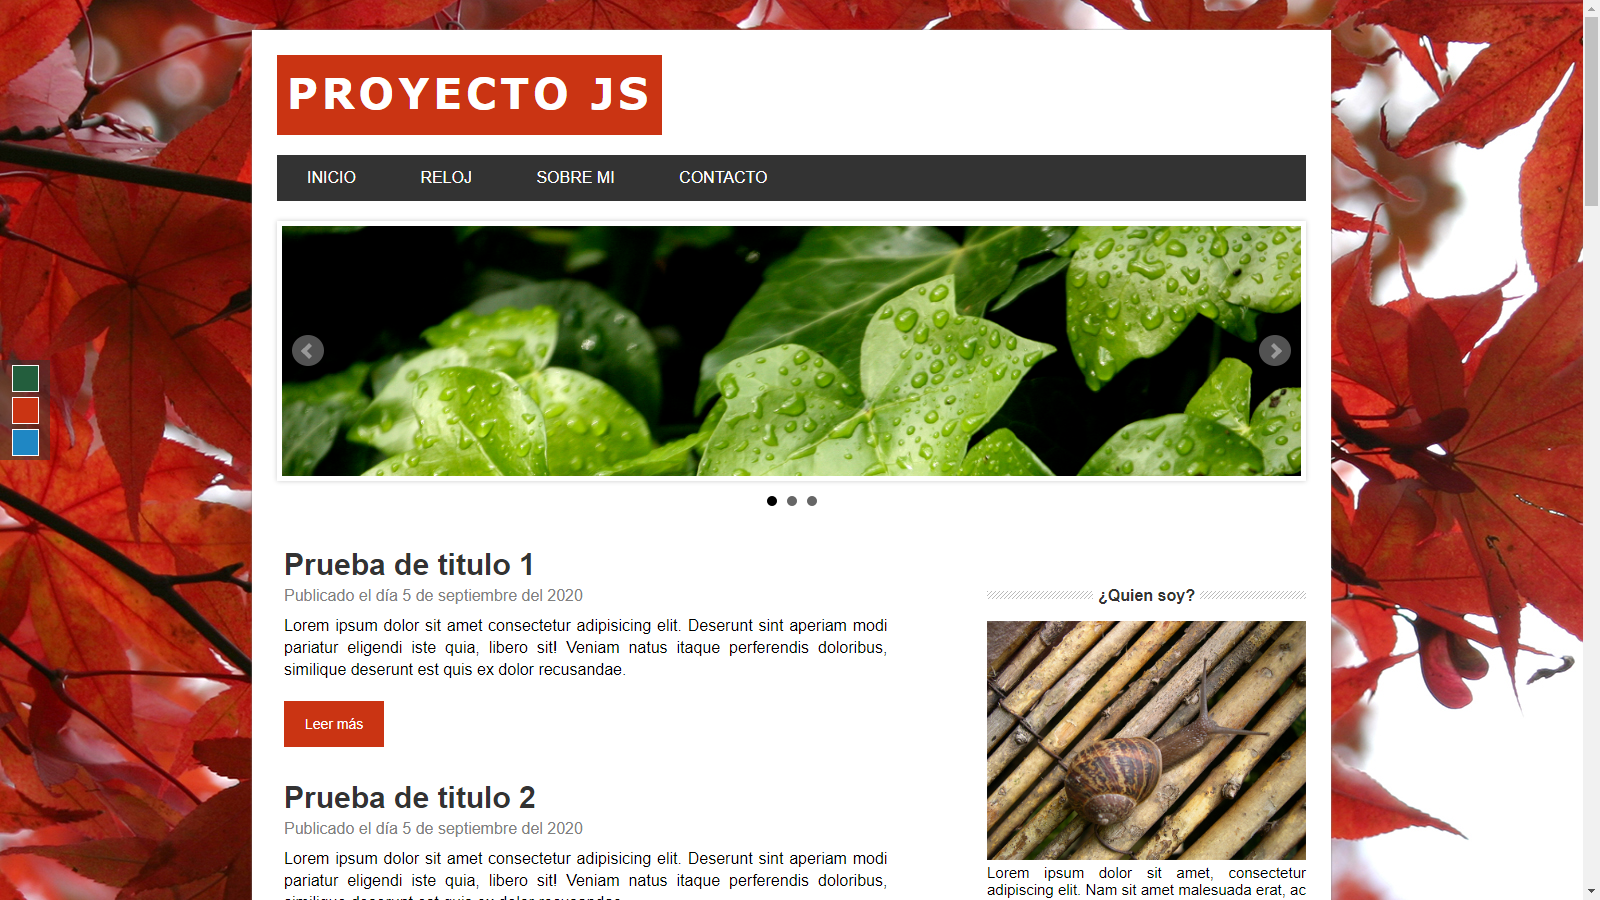 PROYECTO JS
INICIO RELOJ SOBRE MI CONTACTO
Prueba de titulo 1
Publicado el día 5 de septiembre del 2020
Lorem ipsum dolor sit amet consectetur adipisicing elit. Deserunt sint aperiam modi
pariatur eligendi iste quia, libero sit! Veniam natus itaque perferendis doloribus,
similique deserunt est quis ex dolor recusandae.
Leer más
Prueba de titulo 2
Publicado el día 5 de septiembre del 2020
Lorem ipsum dolor sit amet consectetur adipisicing elit. Deserunt sint aperiam modi
pariatur eligendi iste quia, libero sit! Veniam natus itaque perferendis doloribus,
¿Quien soy?
Lorem ipsum dolor sit amet, consectetur
adipiscing elit. Nam sit amet malesuada erat, ac